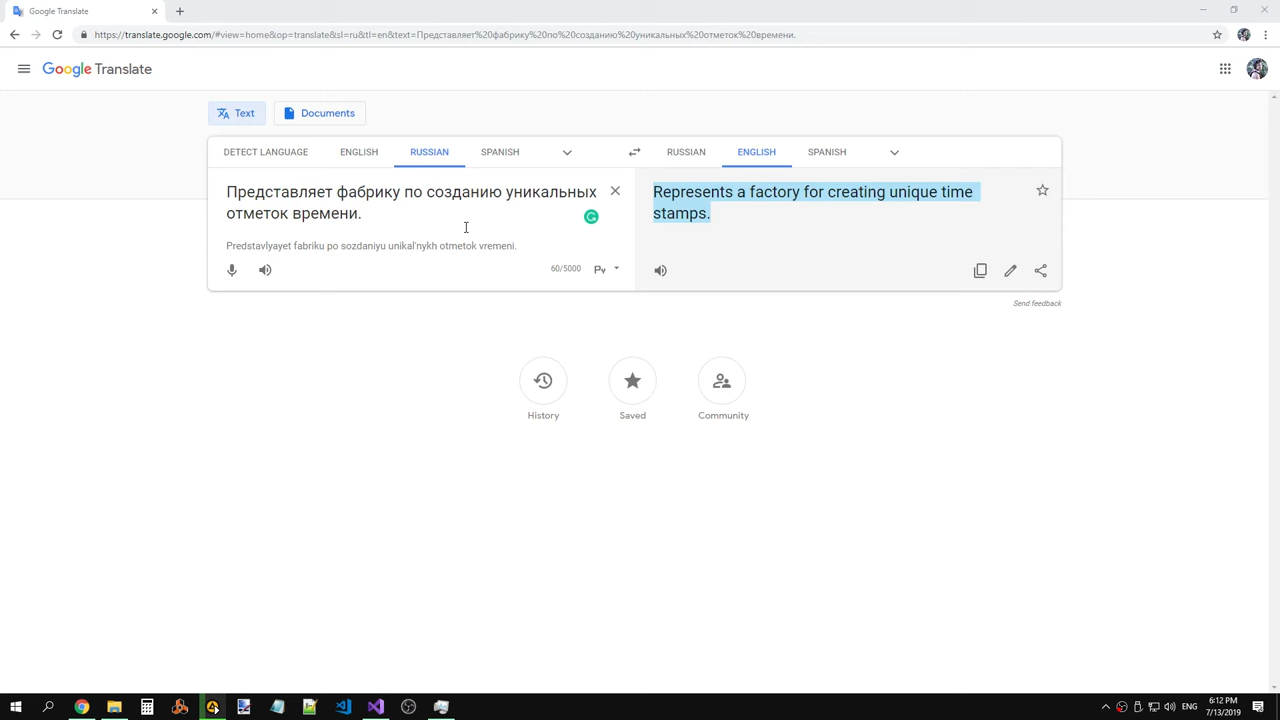 Google Translate
https://translate.google.com/#view=home&op=translate&sl=ru&tl=en&text=Представляет%20фабрику%20по%20созданию%20уникальных%20отметок%20времени.
Google Translate
Text
Documents
DETECT LANGUAGE ENGLISH RUSSIAN SPANISH
RUSSIAN ENGLISH SPANISH
Представляет фабрику по созданию уникальных
отметок времени.
Predstavlyayet fabriku po sozdaniyu unikal'nykh otmetok vremeni.
60/5000
Ру
Represents a factory for creating unique time
stamps.
Send feedback
History
Saved
Community
ENG
6:12 PM
7/13/2019